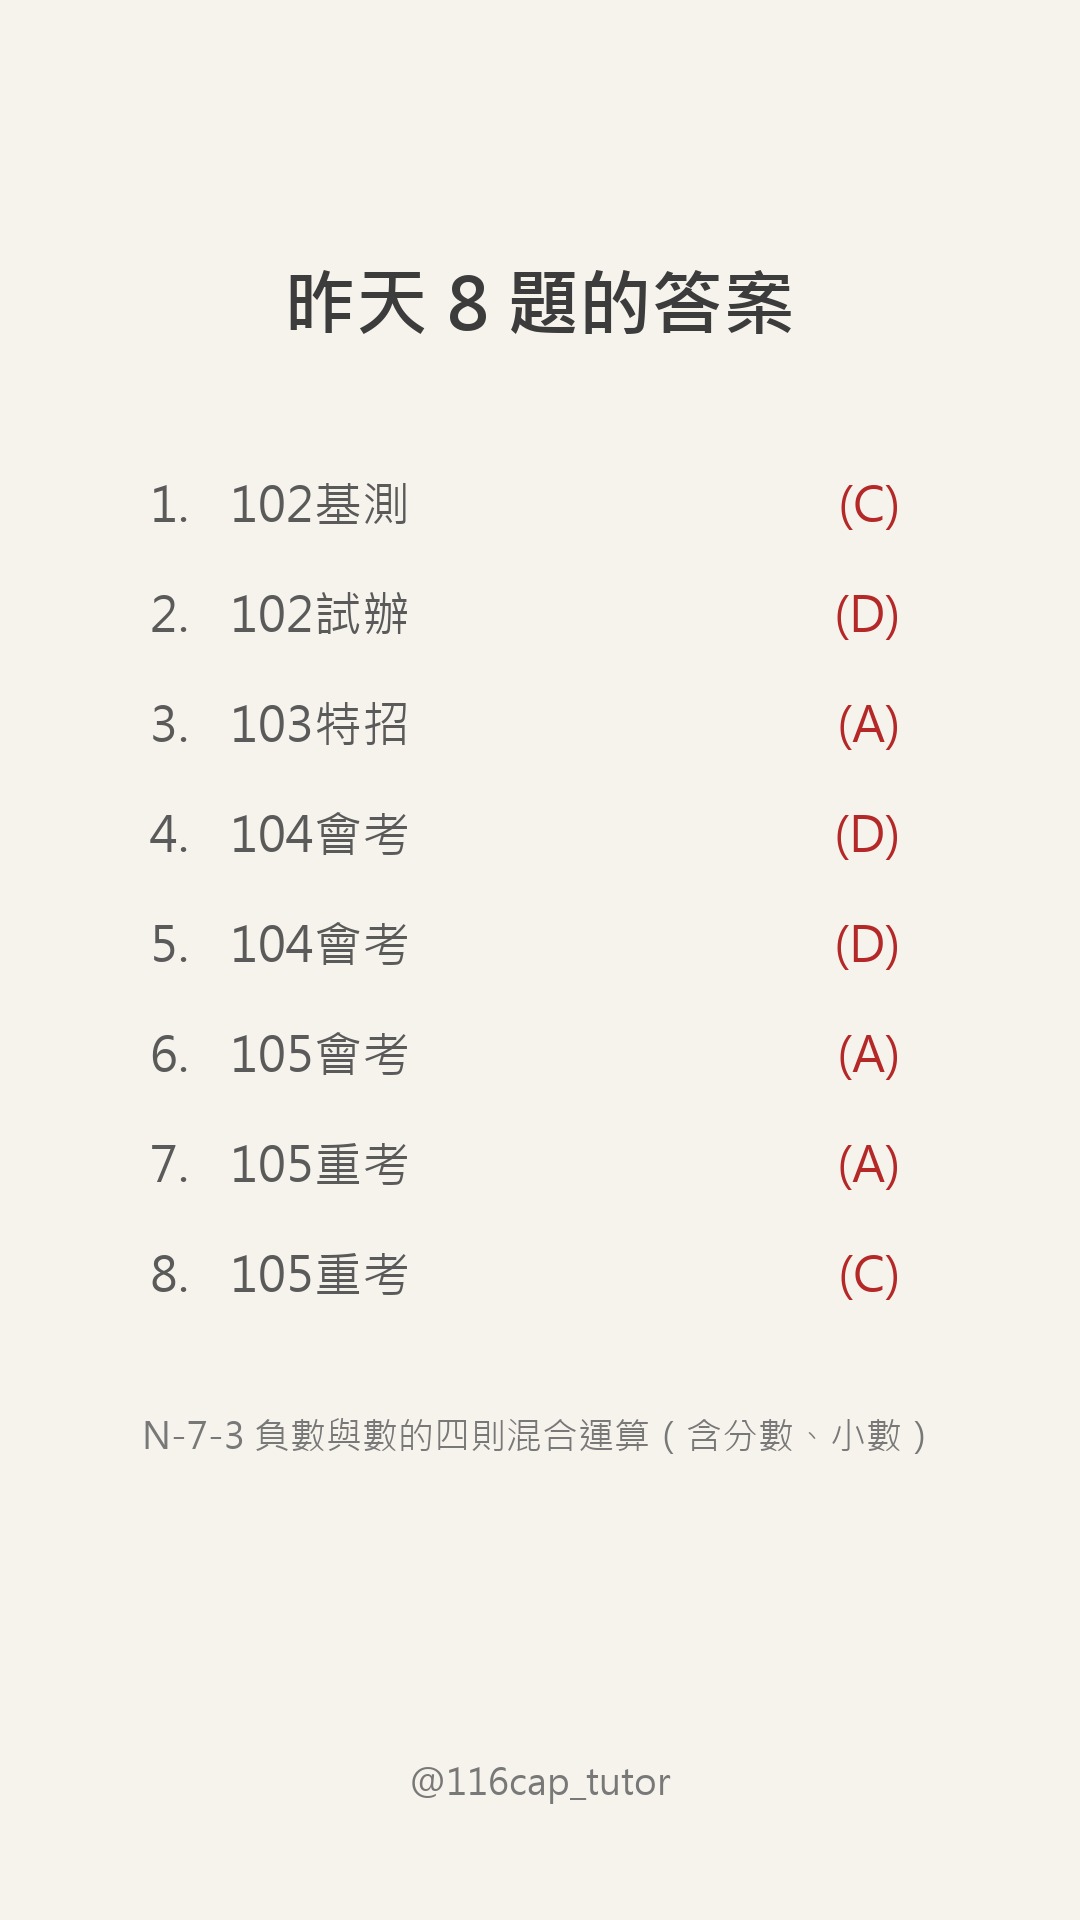 昨天 8 題的答案
1. 102基測 (C)
2. 102試辦 (D)
3. 103特招 (A)
4. 104會考 (D)
5. 104會考 (D)
6. 105會考 (A)
7. 105重考 (A)
8. 105重考 (C)
N-7-3 負數與數的四則混合運算（含分數、小數）
@116cap_tutor